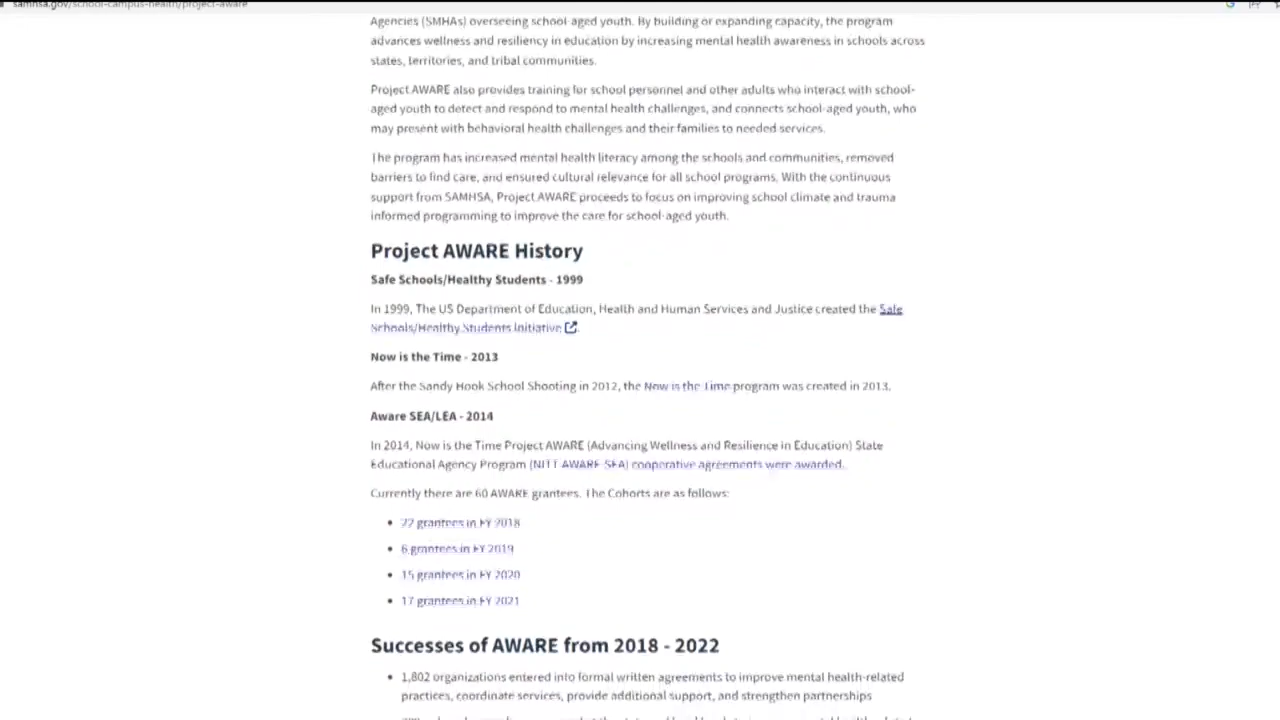 samhsa.gov/school-campus-health/project-aware
Agencies (SMHAs) overseeing school-aged youth. By building or expanding capacity, the program
advances wellness and resiliency in education by increasing mental health awareness in schools across
states, territories, and tribal communities.
Project AWARE also provides training for school personnel and other adults who interact with school-
aged youth to detect and respond to mental health challenges, and connects school-aged youth, who
may present with behavioral health challenges and their families to needed services.
The program has increased mental health literacy among the schools and communities, removed
barriers to find care, and ensured cultural relevance for all school programs. With the continuous
support from SAMHSA, Project AWARE proceeds to focus on improving school climate and trauma
informed programming to improve the care for school-aged youth.
Project AWARE History
Safe Schools/Healthy Students - 1999
In 1999, The US Department of Education, Health and Human Services and Justice created the Safe
Schools/Healthy Students Initiative.
Now is the Time - 2013
After the Sandy Hook School Shooting in 2012, the Now is the Time program was created in 2013.
Aware SEA/LEA - 2014
In 2014, Now is the Time Project AWARE (Advancing Wellness and Resilience in Education) State
Educational Agency Program (NITT AWARE-SEA) cooperative agreements were awarded.
Currently there are 60 AWARE grantees. The Cohorts are as follows:
• 22 grantees in FY 2018
• 6 grantees in FY 2019
• 15 grantees in FY 2020
• 17 grantees in FY 2021
Successes of AWARE from 2018 - 2022
• 1,802 organizations entered into formal written agreements to improve mental health-related
practices, coordinate services, provide additional support, and strengthen partnerships